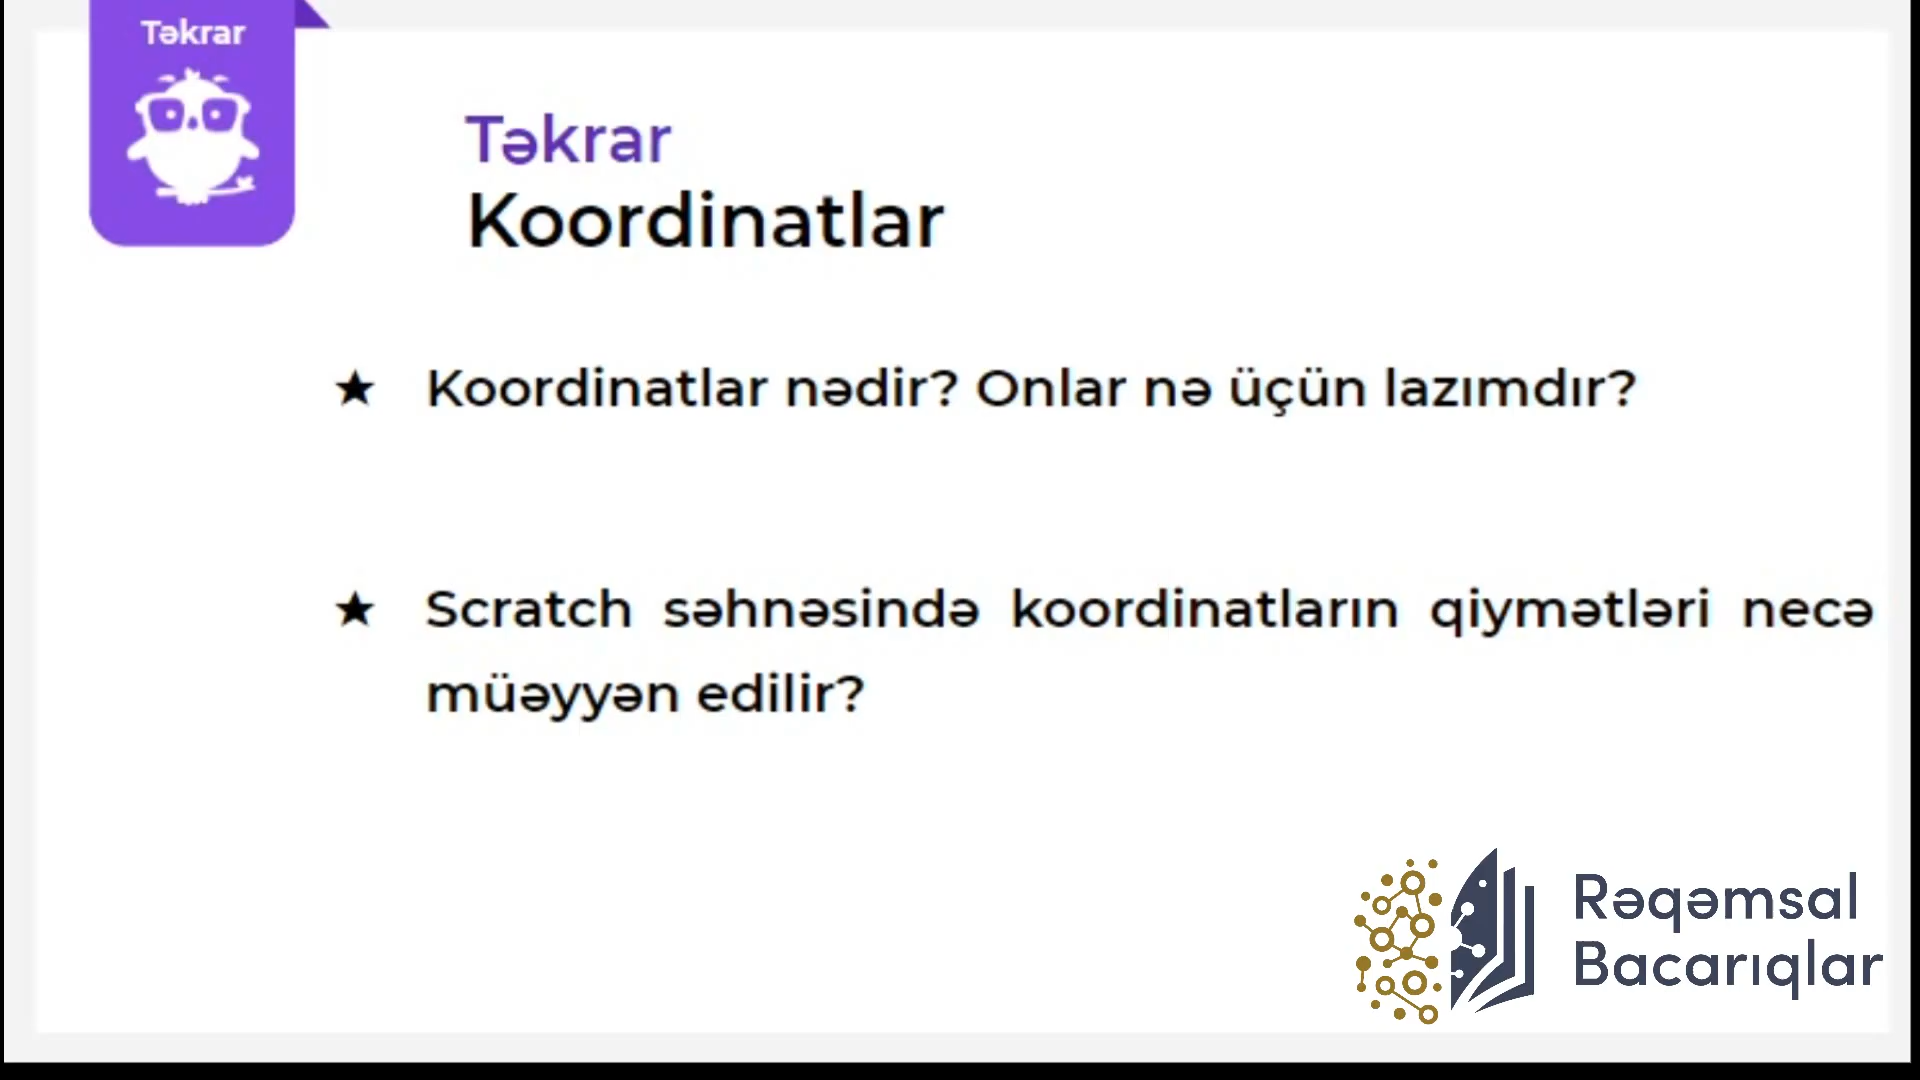 Təkrar
Təkrar
Koordinatlar
Koordinatlar nədir? Onlar nə üçün lazımdır?
Scratch səhnəsində koordinatların qiymətləri necə
müəyyən edilir?
Rəqəmsal
Bacarıqlar